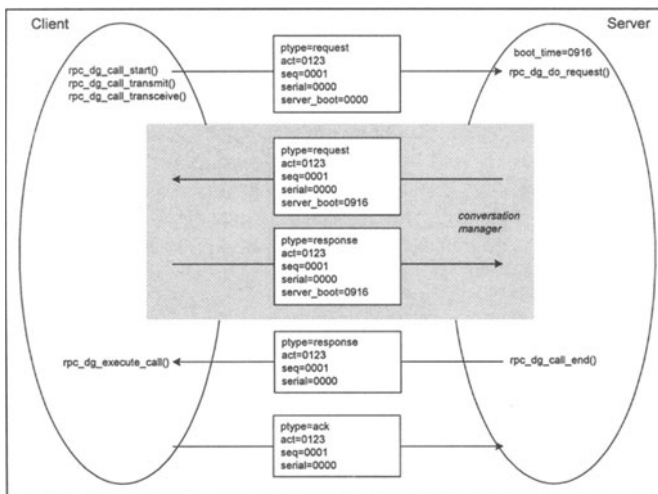 Client
Server
rpc_dg_call_start()
rpc_dg_call_transmit()
rpc_dg_call_transceive()
ptype=request
act=0123
seq=0001
serial=0000
server_boot=0000
boot_time=0916
rpc_dg_do_request()
ptype=request
act=0123
seq=0001
serial=0000
server_boot=0916
conversation
manager
ptype=response
act=0123
seq=0001
serial=0000
server_boot=0916
rpc_dg_execute_call()
ptype=response
act=0123
seq=0001
serial=0000
rpc_dg_call_end()
ptype=ack
act=0123
seq=0001
serial=0000